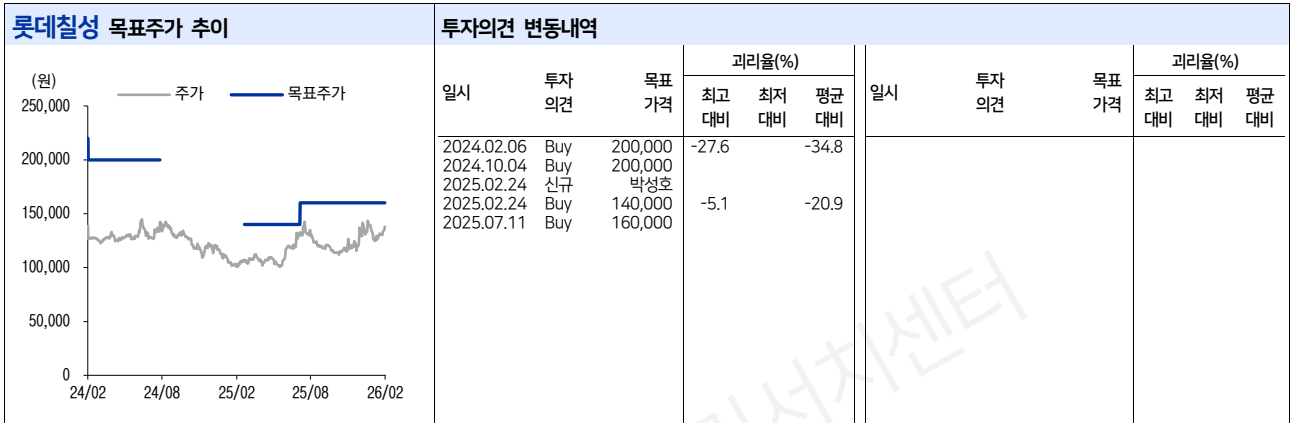 롯데칠성 목표주가 추이
(원)
주가
목표주가
250,000
200,000
150,000
100,000
50,000
0
24/02 24/08 25/02 25/08 26/02
투자의견 변동내역
일시 투자의견 목표가격 괴리율(%)
최고대비 최저대비 평균대비
2024.02.06 Buy 200,000 -27.6 -34.8
2024.10.04 Buy 200,000
2025.02.24 신규 박성호
2025.02.24 Buy 140,000 -5.1 -20.9
2025.07.11 Buy 160,000
일시 투자의견 목표가격 괴리율(%)
최고대비 최저대비 평균대비
리서치센터